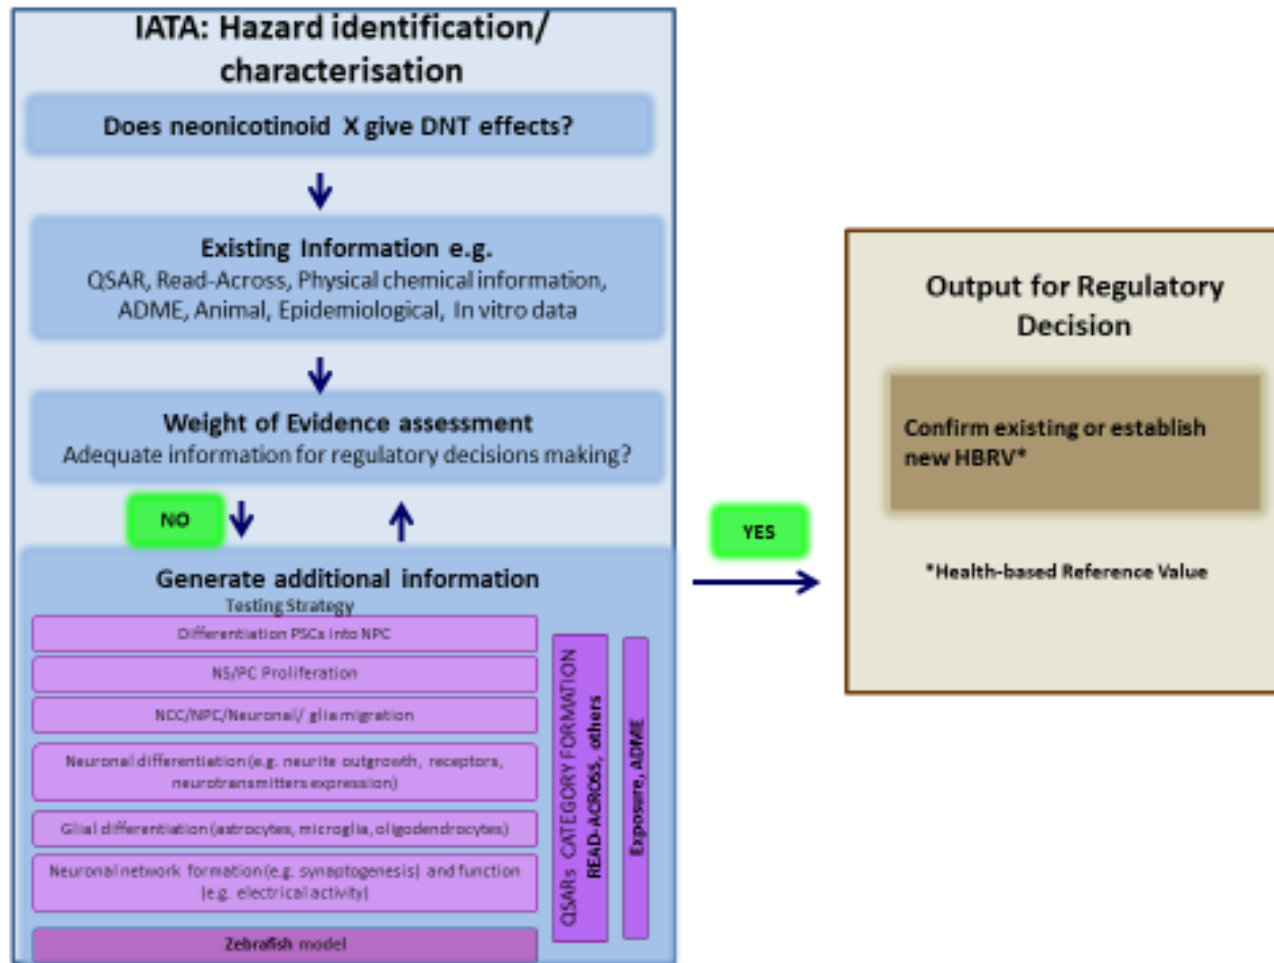 IATA: Hazard identification/
characterisation
Does neonicotinoid X give DNT effects?
Existing Information e.g.
QSAR, Read-Across, Physical chemical information,
ADME, Animal, Epidemiological, In vitro data
Weight of Evidence assessment
Adequate information for regulatory decisions making?
NO
Generate additional information
Testing Strategy
Differentiation PSCs into NPC
NS/PC Proliferation
NCC/NPC/Neuronal/ glia migration
Neuronal differentiation (e.g. neurite outgrowth, receptors,
neurotransmitters expression)
Glial differentiation (astrocytes, microglia, oligodendrocytes)
Neuronal network formation (e.g. synaptogenesis) and function
(e.g. electrical activity)
Zebrafish model
QSARs CATEGORY FORMATION
READ-ACROSS, others
Exposure, ADME
YES
Output for Regulatory
Decision
Confirm existing or establish
new HBRV*
*Health-based Reference Value